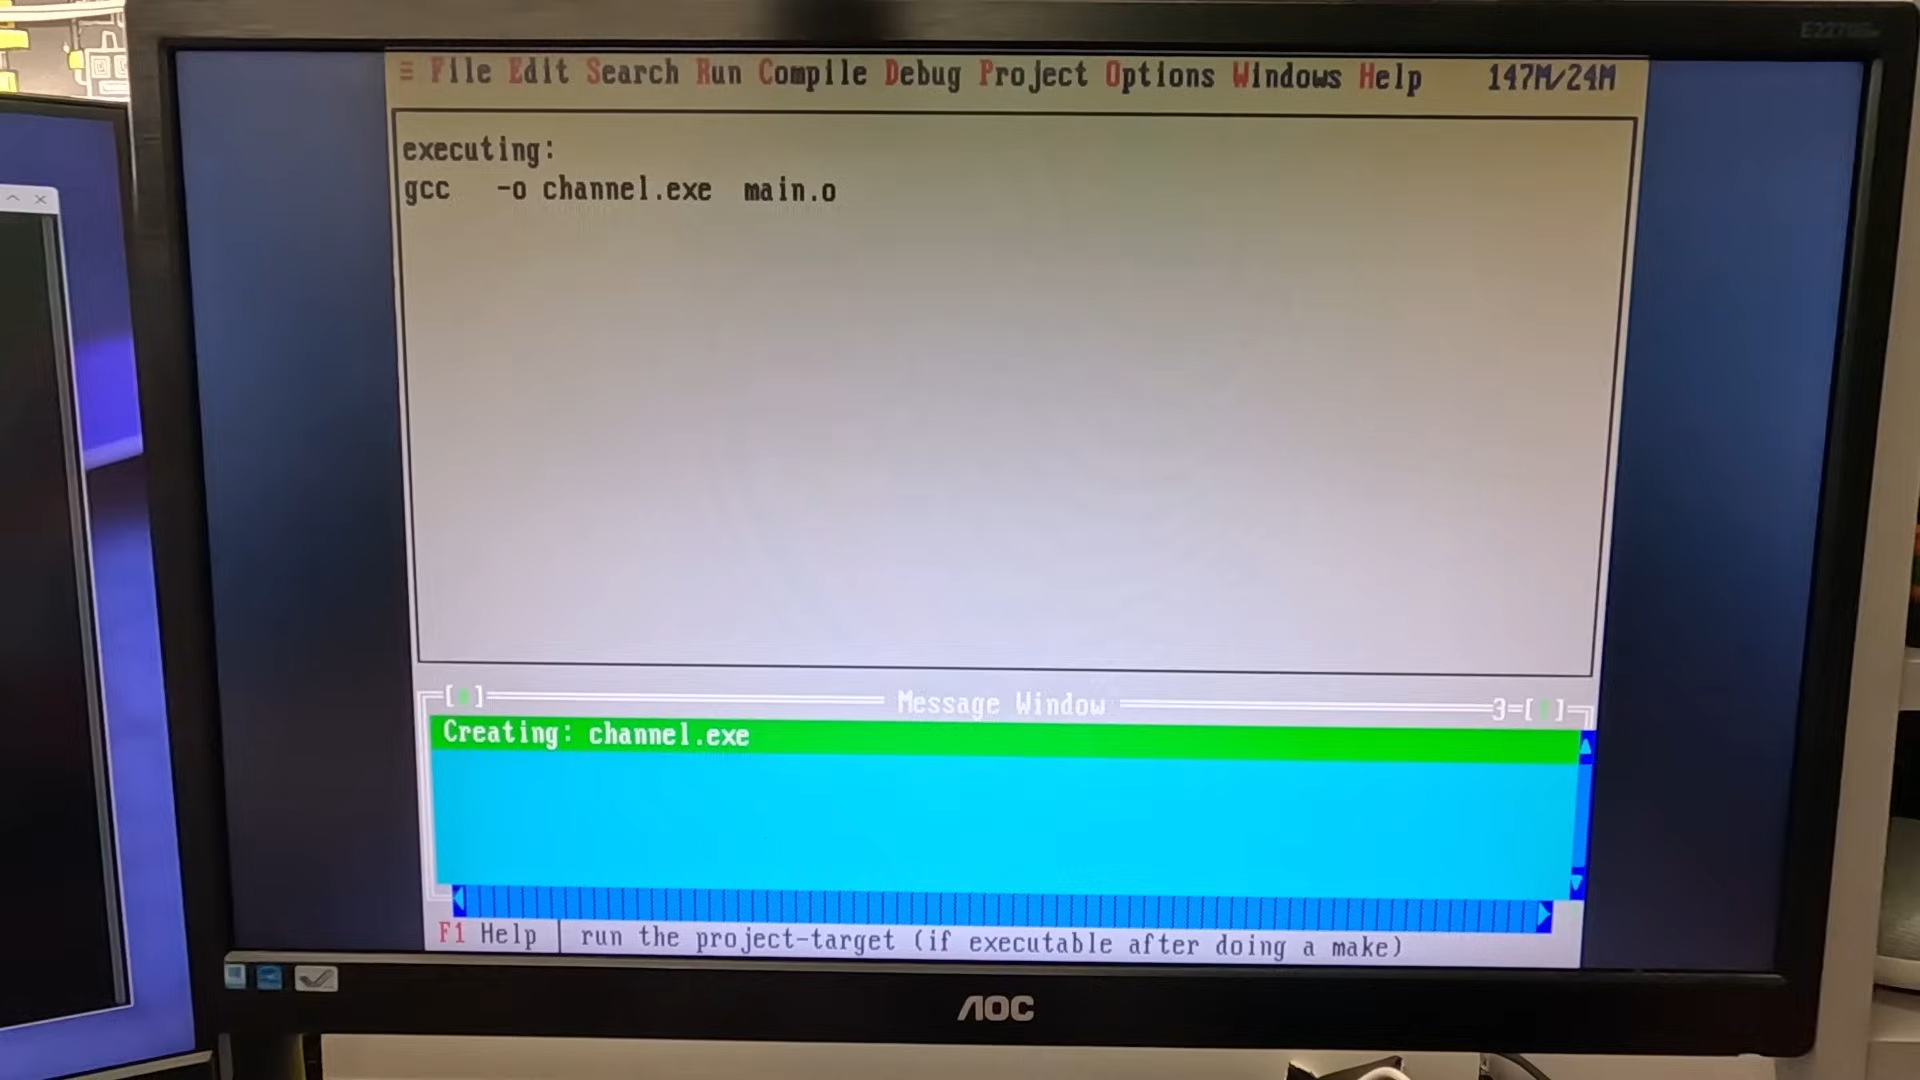 ≡ File Edit Search Run Compile Debug Project Options Windows Help 147M/24M
executing:
gcc -o channel.exe main.o
Message Window
3
Creating: channel.exe
F1 Help │ run the project-target (if executable after doing a make)
AOC